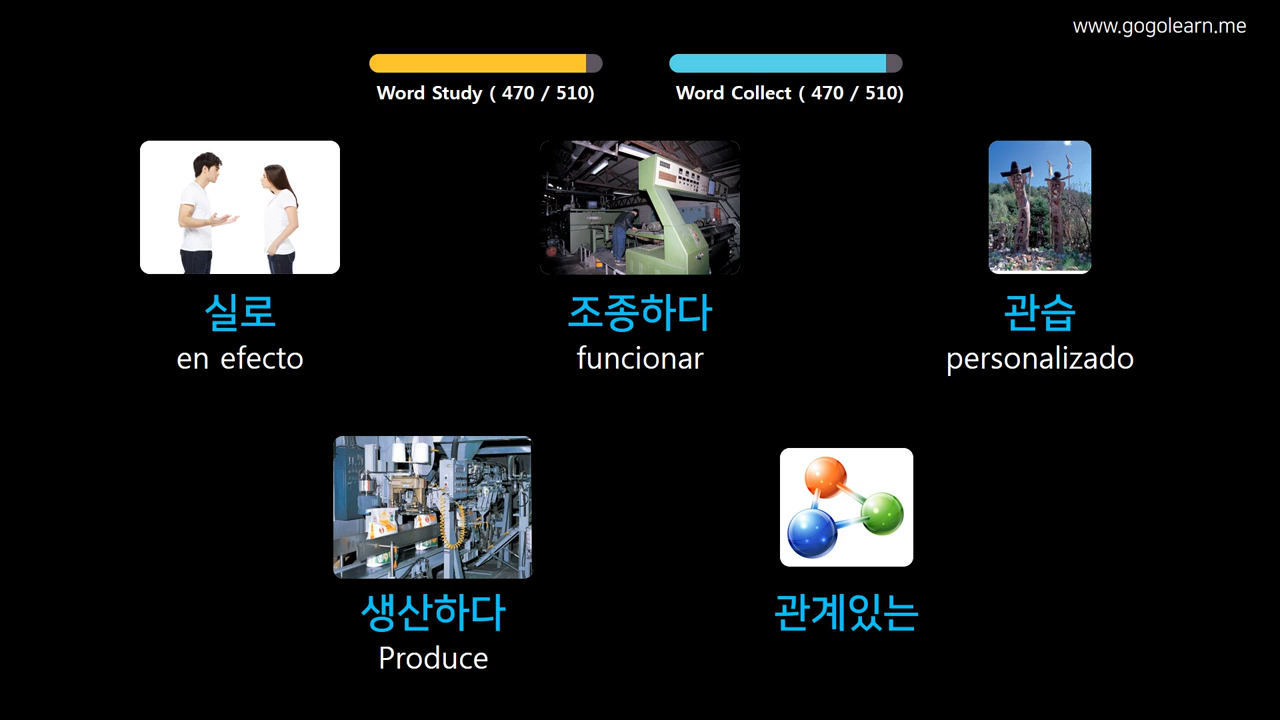 www.gogolearn.me
Word Study ( 470 / 510)
Word Collect ( 470 / 510)
실로
en efecto
조종하다
funcionar
관습
personalizado
생산하다
Produce
관계있는